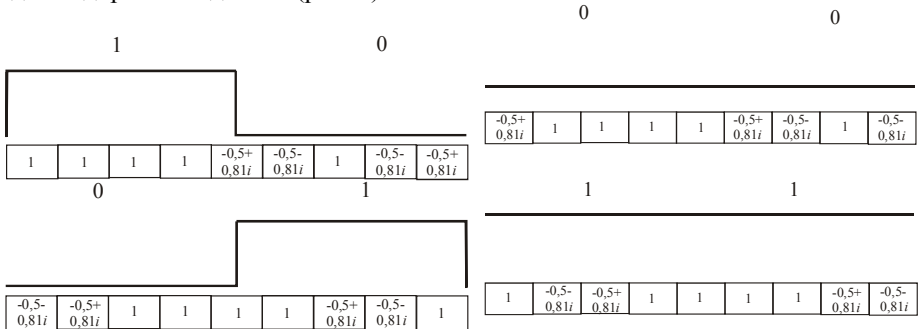 1 0
1 1 1 1 -0,5+ 0,81i -0,5- 0,81i 1 -0,5- 0,81i -0,5+ 0,81i
0 1
-0,5- 0,81i -0,5+ 0,81i 1 1 1 1 -0,5+ 0,81i -0,5- 0,81i 1
0 0
-0,5+ 0,81i 1 1 1 1 -0,5+ 0,81i -0,5- 0,81i 1 -0,5- 0,81i
1 1
1 -0,5- 0,81i -0,5+ 0,81i 1 1 1 1 -0,5+ 0,81i -0,5- 0,81i